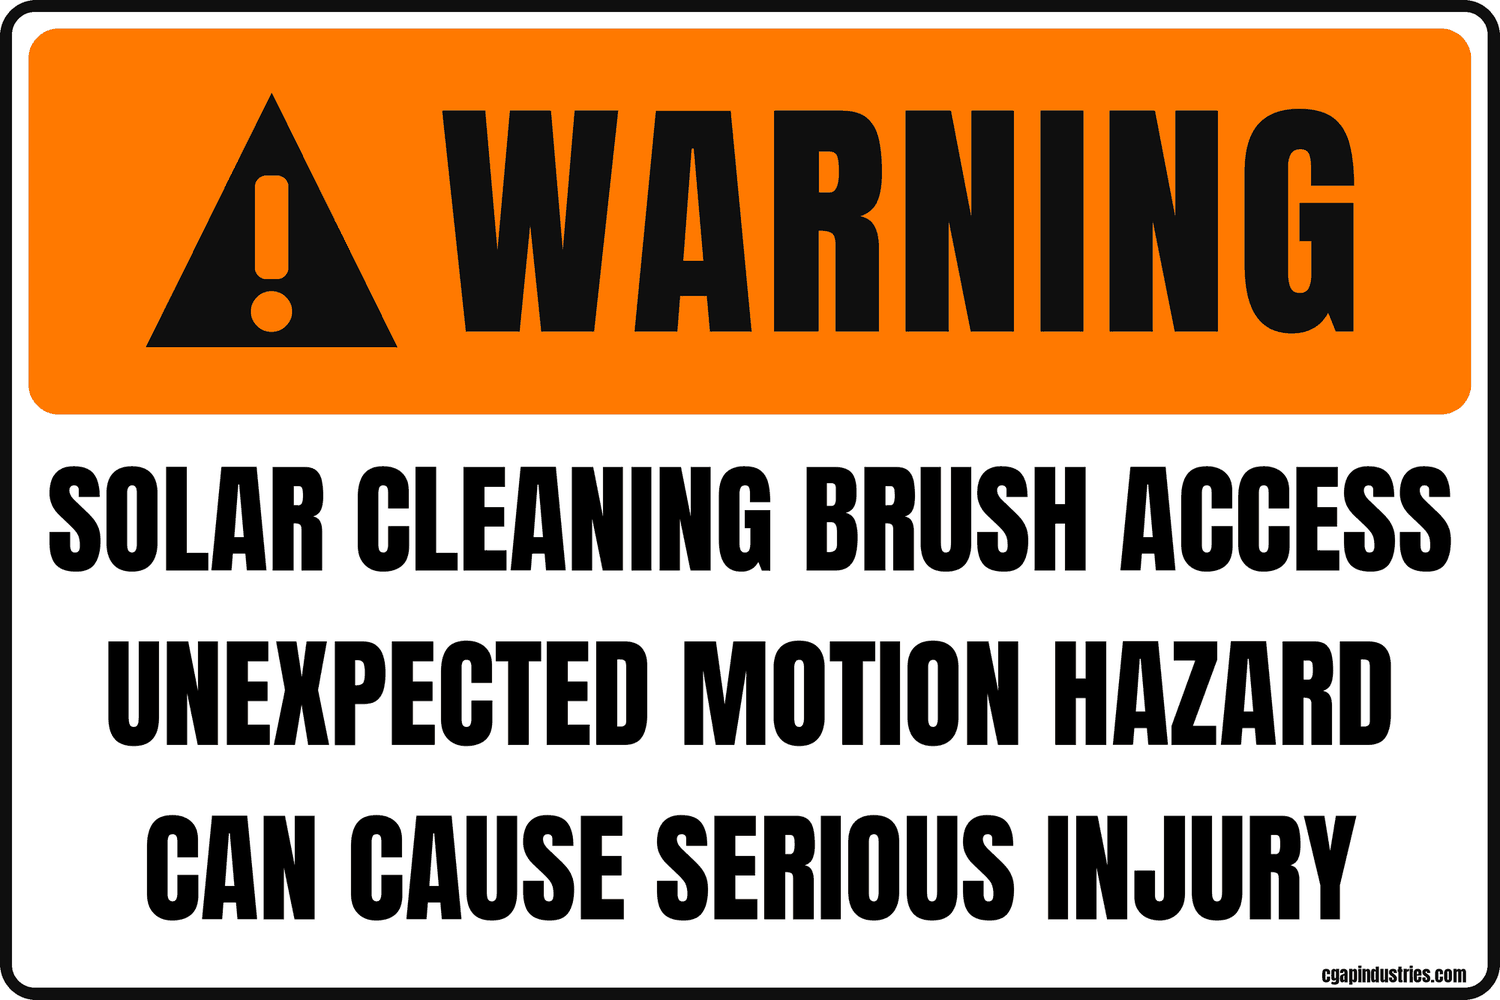 WARNING
SOLAR CLEANING BRUSH ACCESS
UNEXPECTED MOTION HAZARD
CAN CAUSE SERIOUS INJURY
cgapindustries.com